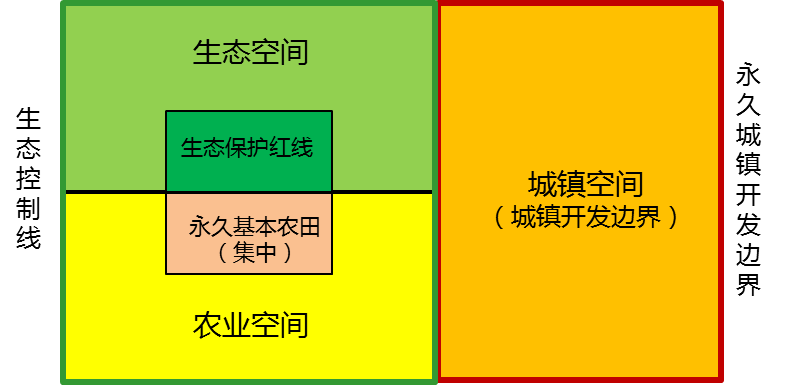 生态控制线
生态空间
生态保护红线
永久基本农田
（集中）
农业空间
城镇空间
（城镇开发边界）
永久城镇开发边界